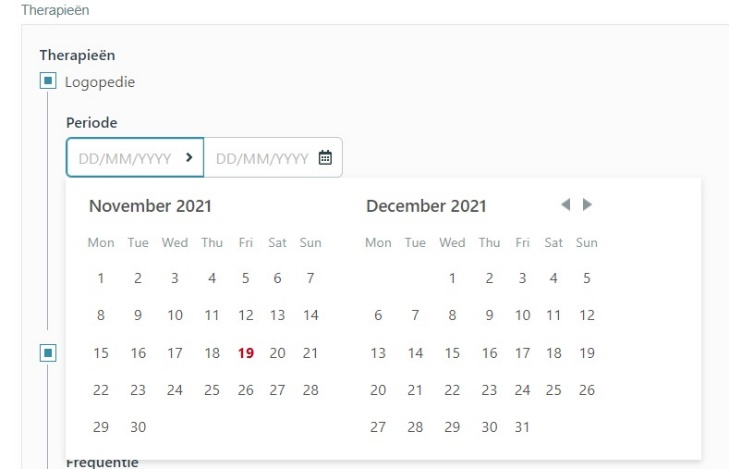 Therapieën
Therapieën
Logopedie
Periode
DD/MM/YYYY DD/MM/YYYY
November 2021 December 2021
Mon Tue Wed Thu Fri Sat Sun Mon Tue Wed Thu Fri Sat Sun
1 2 3 4 5 6 7 1 2 3 4 5
8 9 10 11 12 13 14 6 7 8 9 10 11 12
15 16 17 18 19 20 21 13 14 15 16 17 18 19
22 23 24 25 26 27 28 20 21 22 23 24 25 26
29 30 27 28 29 30 31
Frequentie